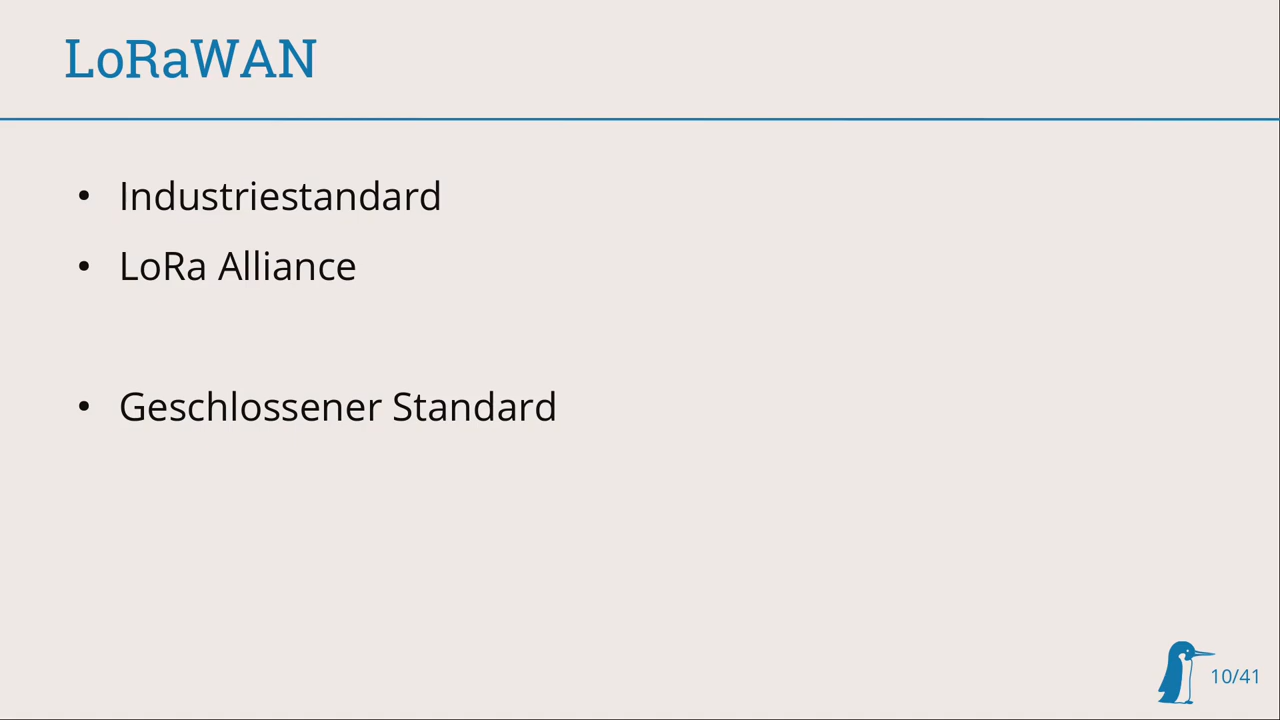 LoRaWAN
• Industriestandard
• LoRa Alliance
• Geschlossener Standard
10/41